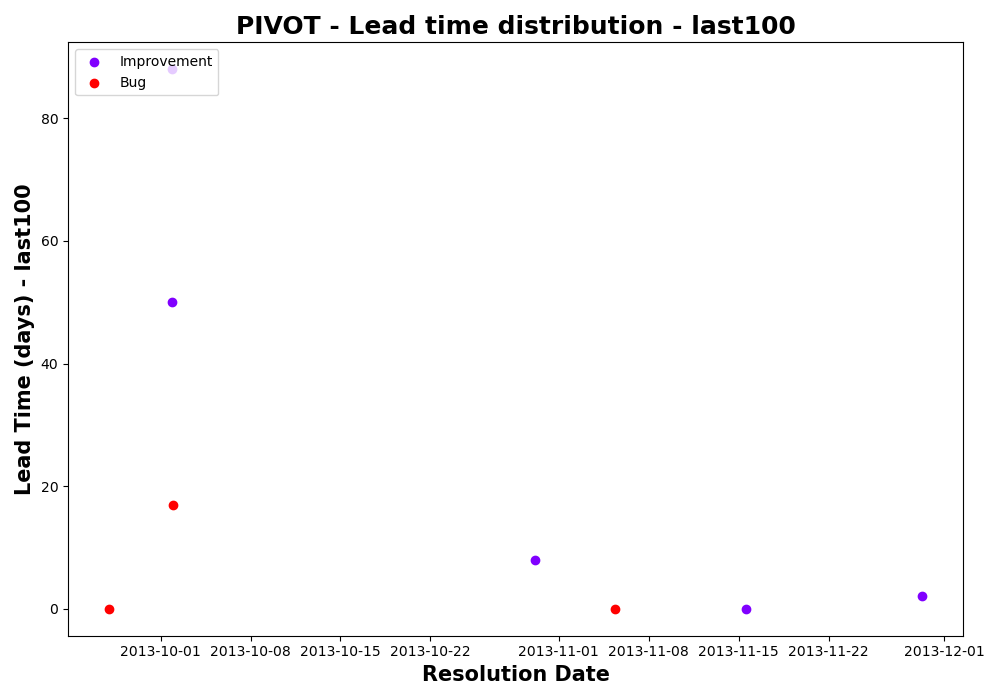 PIVOT - Lead time distribution - last100
Improvement
Bug
Lead Time (days) - last100
80
60
40
20
0
2013-10-01 2013-10-08 2013-10-15 2013-10-22 2013-11-01 2013-11-08 2013-11-15 2013-11-22 2013-12-01
Resolution Date